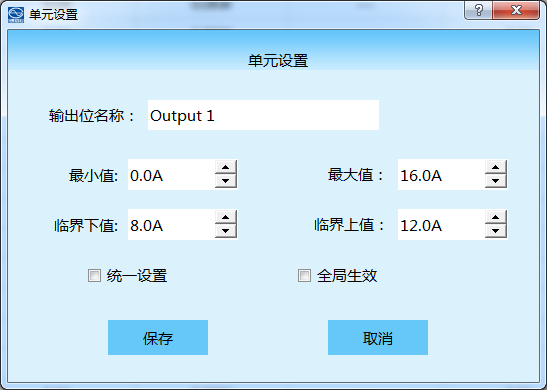 单元设置
单元设置
输出位名称： Output 1
最小值: 0.0A 最大值： 16.0A
临界下值: 8.0A 临界上值： 12.0A
统一设置 全局生效
保存 取消